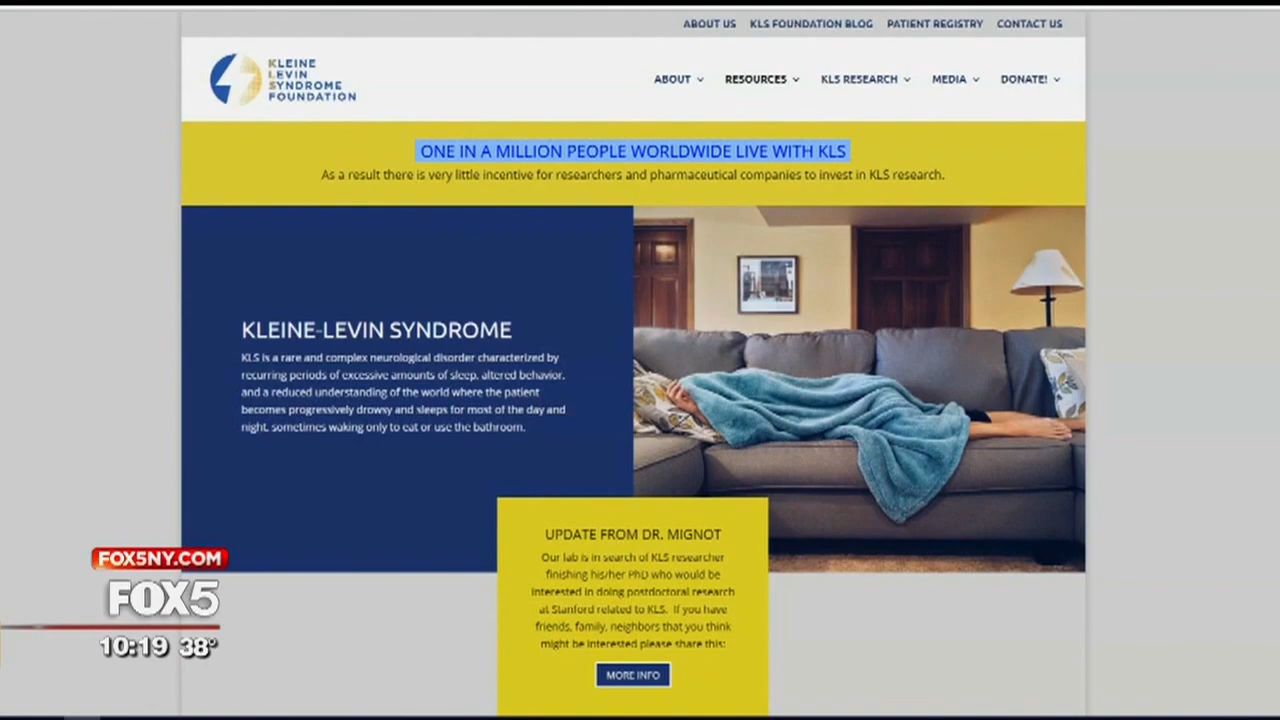 ABOUT US KLS FOUNDATION BLOG PATIENT REGISTRY CONTACT US
KLEINE
LEVIN
SYNDROME
FOUNDATION
ABOUT RESOURCES KLS RESEARCH MEDIA DONATE!
ONE IN A MILLION PEOPLE WORLDWIDE LIVE WITH KLS
As a result there is very little incentive for researchers and pharmaceutical companies to invest in KLS research.
KLEINE-LEVIN SYNDROME
KLS is a rare and complex neurological disorder characterized by
recurring periods of excessive amounts of sleep, altered behavior,
and a reduced understanding of the world where the patient
becomes progressively drowsy and sleeps for most of the day and
night, sometimes waking only to eat or use the bathroom.
UPDATE FROM DR. MIGNOT
Our lab is in search of KLS researcher
finishing his/her PhD who would be
interested in doing postdoctoral research
at Stanford related to KLS. If you have
friends, family, neighbors that you think
might be interested please share this:
MORE INFO
FOX5NY.COM
FOX5
10:19 38°